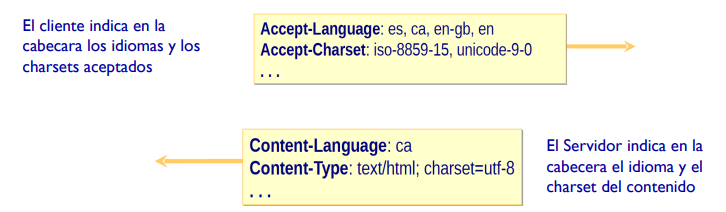 El cliente indica en la
cabecara los idiomas y los
charsets aceptados
Accept-Language: es, ca, en-gb, en
Accept-Charset: iso-8859-15, unicode-9-0
. . .
Content-Language: ca
Content-Type: text/html; charset=utf-8
. . .
El Servidor indica en la
cabecera el idioma y el
charset del contenido